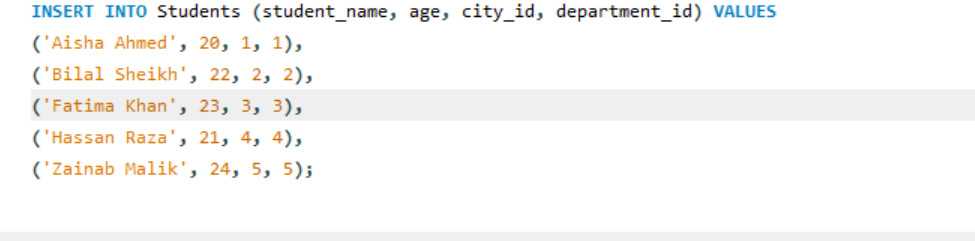 INSERT INTO Students (student_name, age, city_id, department_id) VALUES
('Aisha Ahmed', 20, 1, 1),
('Bilal Sheikh', 22, 2, 2),
('Fatima Khan', 23, 3, 3),
('Hassan Raza', 21, 4, 4),
('Zainab Malik', 24, 5, 5);